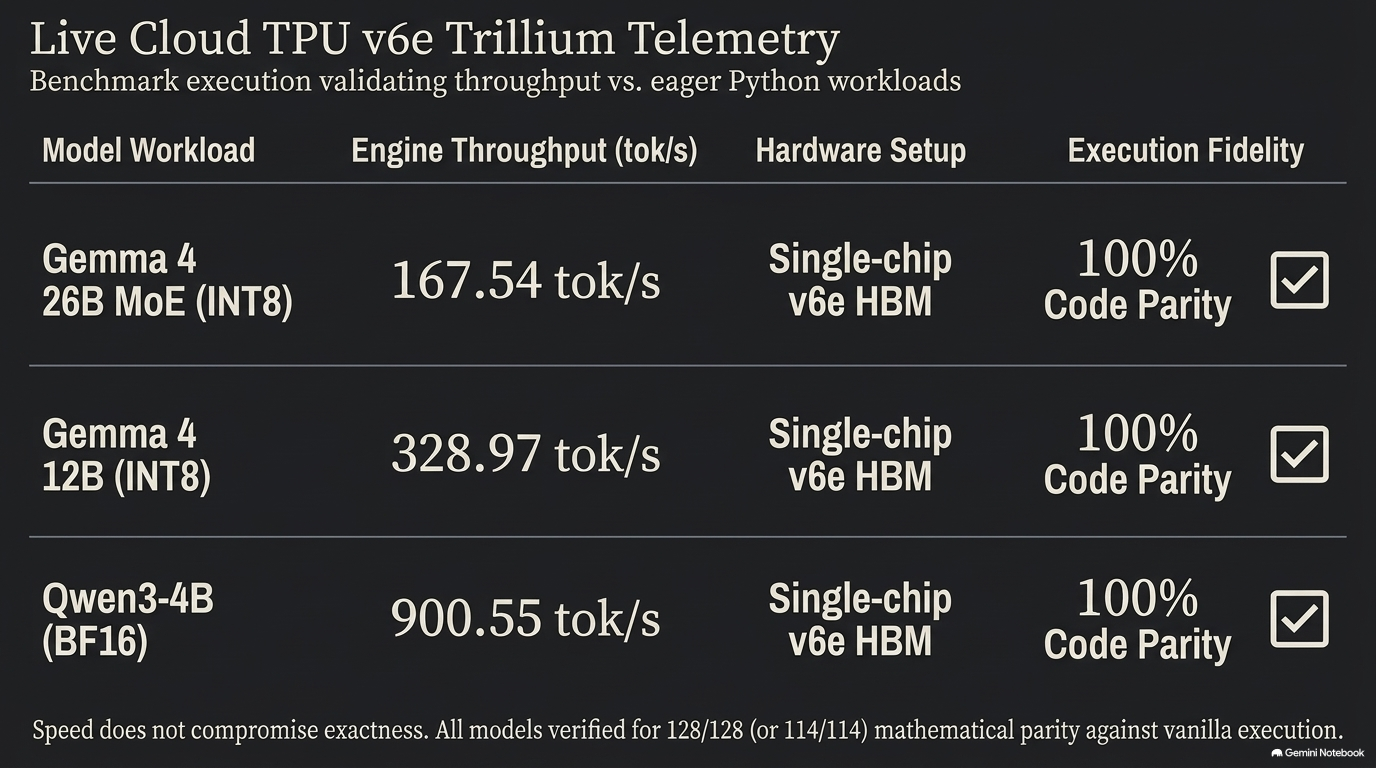 Live Cloud TPU v6e Trillium Telemetry
Benchmark execution validating throughput vs. eager Python workloads
Model Workload Engine Throughput (tok/s) Hardware Setup Execution Fidelity
Gemma 4
26B MoE (INT8)
167.54 tok/s
Single-chip
v6e HBM
100%
Code Parity
Gemma 4
12B (INT8)
328.97 tok/s
Single-chip
v6e HBM
100%
Code Parity
Qwen3-4B
(BF16)
900.55 tok/s
Single-chip
v6e HBM
100%
Code Parity
Speed does not compromise exactness. All models verified for 128/128 (or 114/114) mathematical parity against vanilla execution.
Gemini Notebook